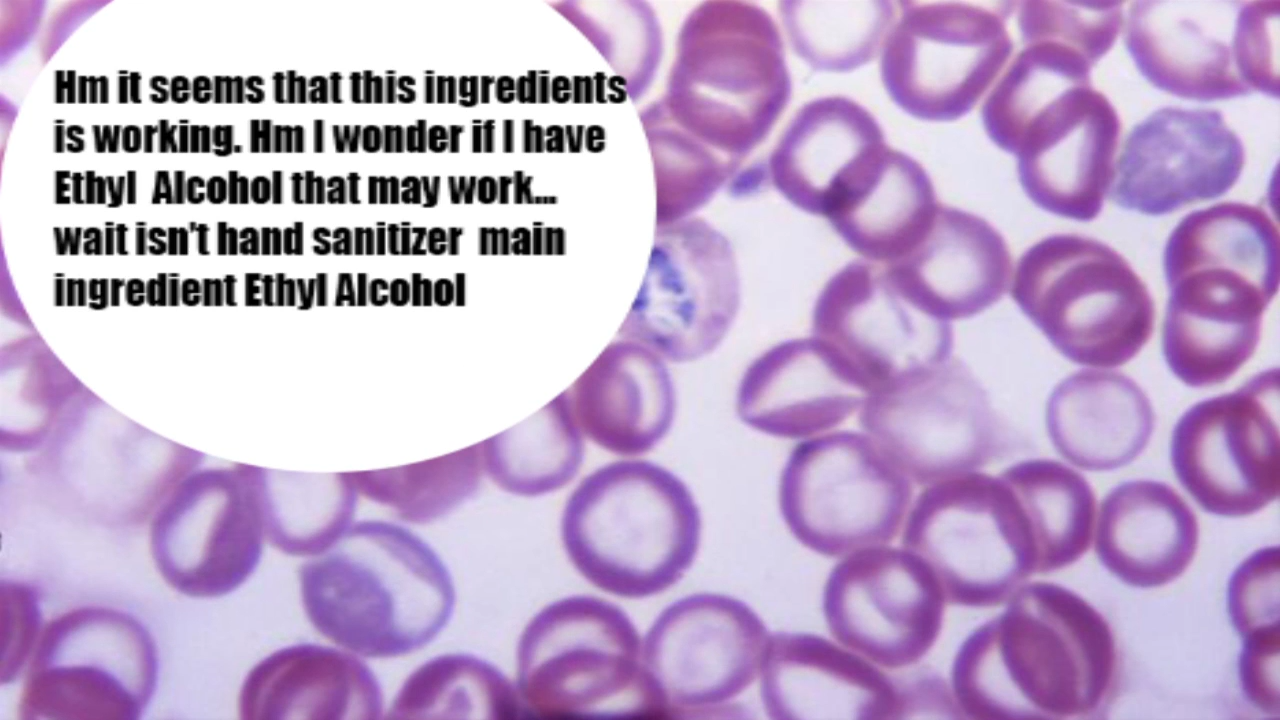 Hm it seems that this ingredients
is working. Hm I wonder if I have
Ethyl  Alcohol that may work...
wait isn't hand sanitizer  main
ingredient Ethyl Alcohol